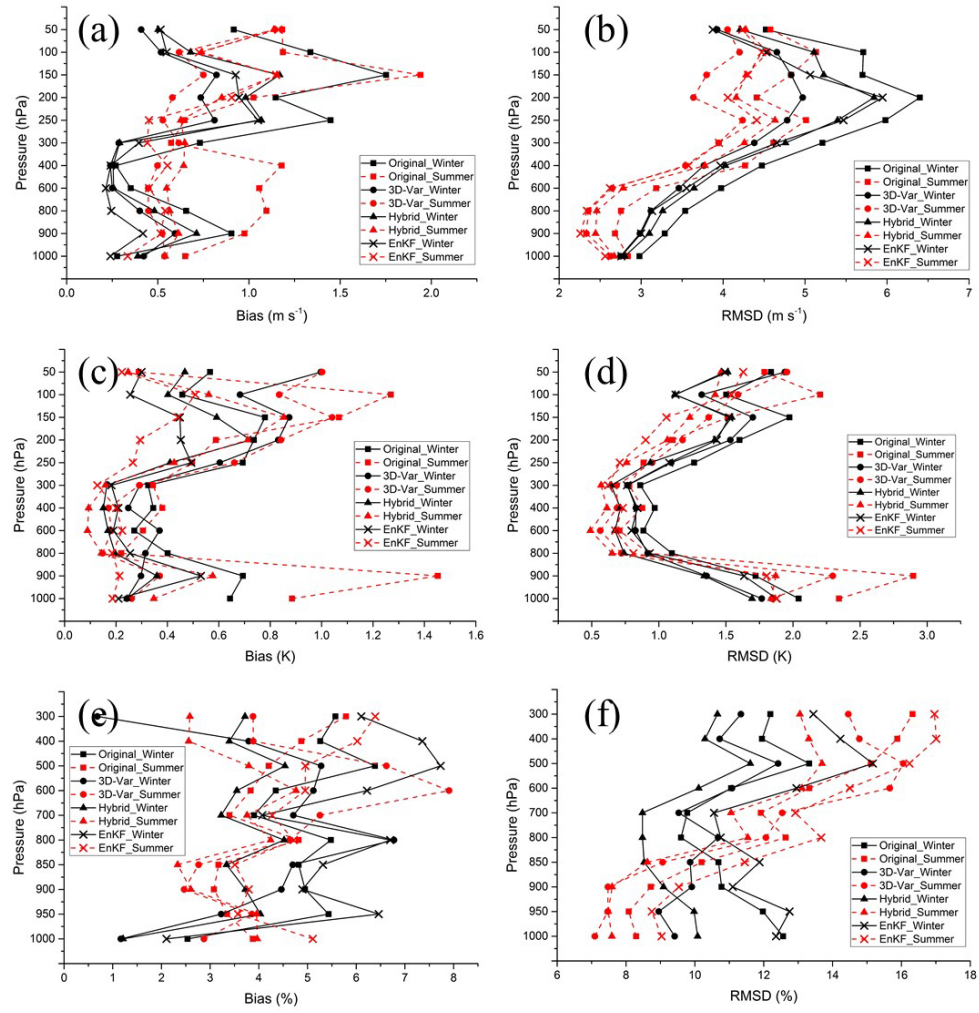 (a)
50
100
150
200
250
300
400
600
800
900
1000
Pressure (hPa)
0.0 0.5 1.0 1.5 2.0
Bias (m s⁻¹)
Original_Winter
Original_Summer
3D-Var_Winter
3D-Var_Summer
Hybrid_Winter
Hybrid_Summer
EnKF_Winter
EnKF_Summer
(b)
50
100
150
200
250
300
400
600
800
900
1000
Pressure (hPa)
2 3 4 5 6 7
RMSD (m s⁻¹)
Original_Winter
Original_Summer
3D-Var_Winter
3D-Var_Summer
Hybrid_Winter
Hybrid_Summer
EnKF_Winter
EnKF_Summer
(c)
50
100
150
200
250
300
400
600
800
900
1000
Pressure (hPa)
0.0 0.2 0.4 0.6 0.8 1.0 1.2 1.4 1.6
Bias (K)
Original_Winter
Original_Summer
3D-Var_Winter
3D-Var_Summer
Hybrid_Winter
Hybrid_Summer
EnKF_Winter
EnKF_Summer
(d)
50
100
150
200
250
300
400
600
800
900
1000
Pressure (hPa)
0.5 1.0 1.5 2.0 2.5 3.0
RMSD (K)
Original_Winter
Original_Summer
3D-Var_Winter
3D-Var_Summer
Hybrid_Winter
Hybrid_Summer
EnKF_Winter
EnKF_Summer
(e)
300
400
500
600
700
800
850
900
950
1000
Pressure (hPa)
0 1 2 3 4 5 6 7 8
Bias (%)
Original_Winter
Original_Summer
3D-Var_Winter
3D-Var_Summer
Hybrid_Winter
Hybrid_Summer
EnKF_Winter
EnKF_Summer
(f)
300
400
500
600
700
800
850
900
950
1000
Pressure (hPa)
6 8 10 12 14 16 18
RMSD (%)
Original_Winter
Original_Summer
3D-Var_Winter
3D-Var_Summer
Hybrid_Winter
Hybrid_Summer
EnKF_Winter
EnKF_Summer